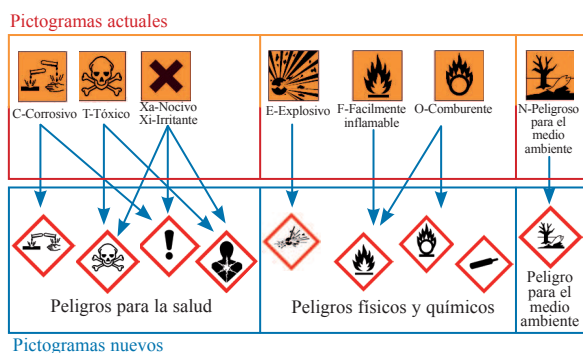 Pictogramas actuales
C-Corrosivo
T-Tóxico
Xa-Nocivo
Xi-Irritante
E-Explosivo
F-Facilmente
inflamable
O-Comburente
N-Peligroso
para el
medio
ambiente
Peligros para la salud
Peligros físicos y químicos
Peligro
para el
medio
ambiente
Pictogramas nuevos